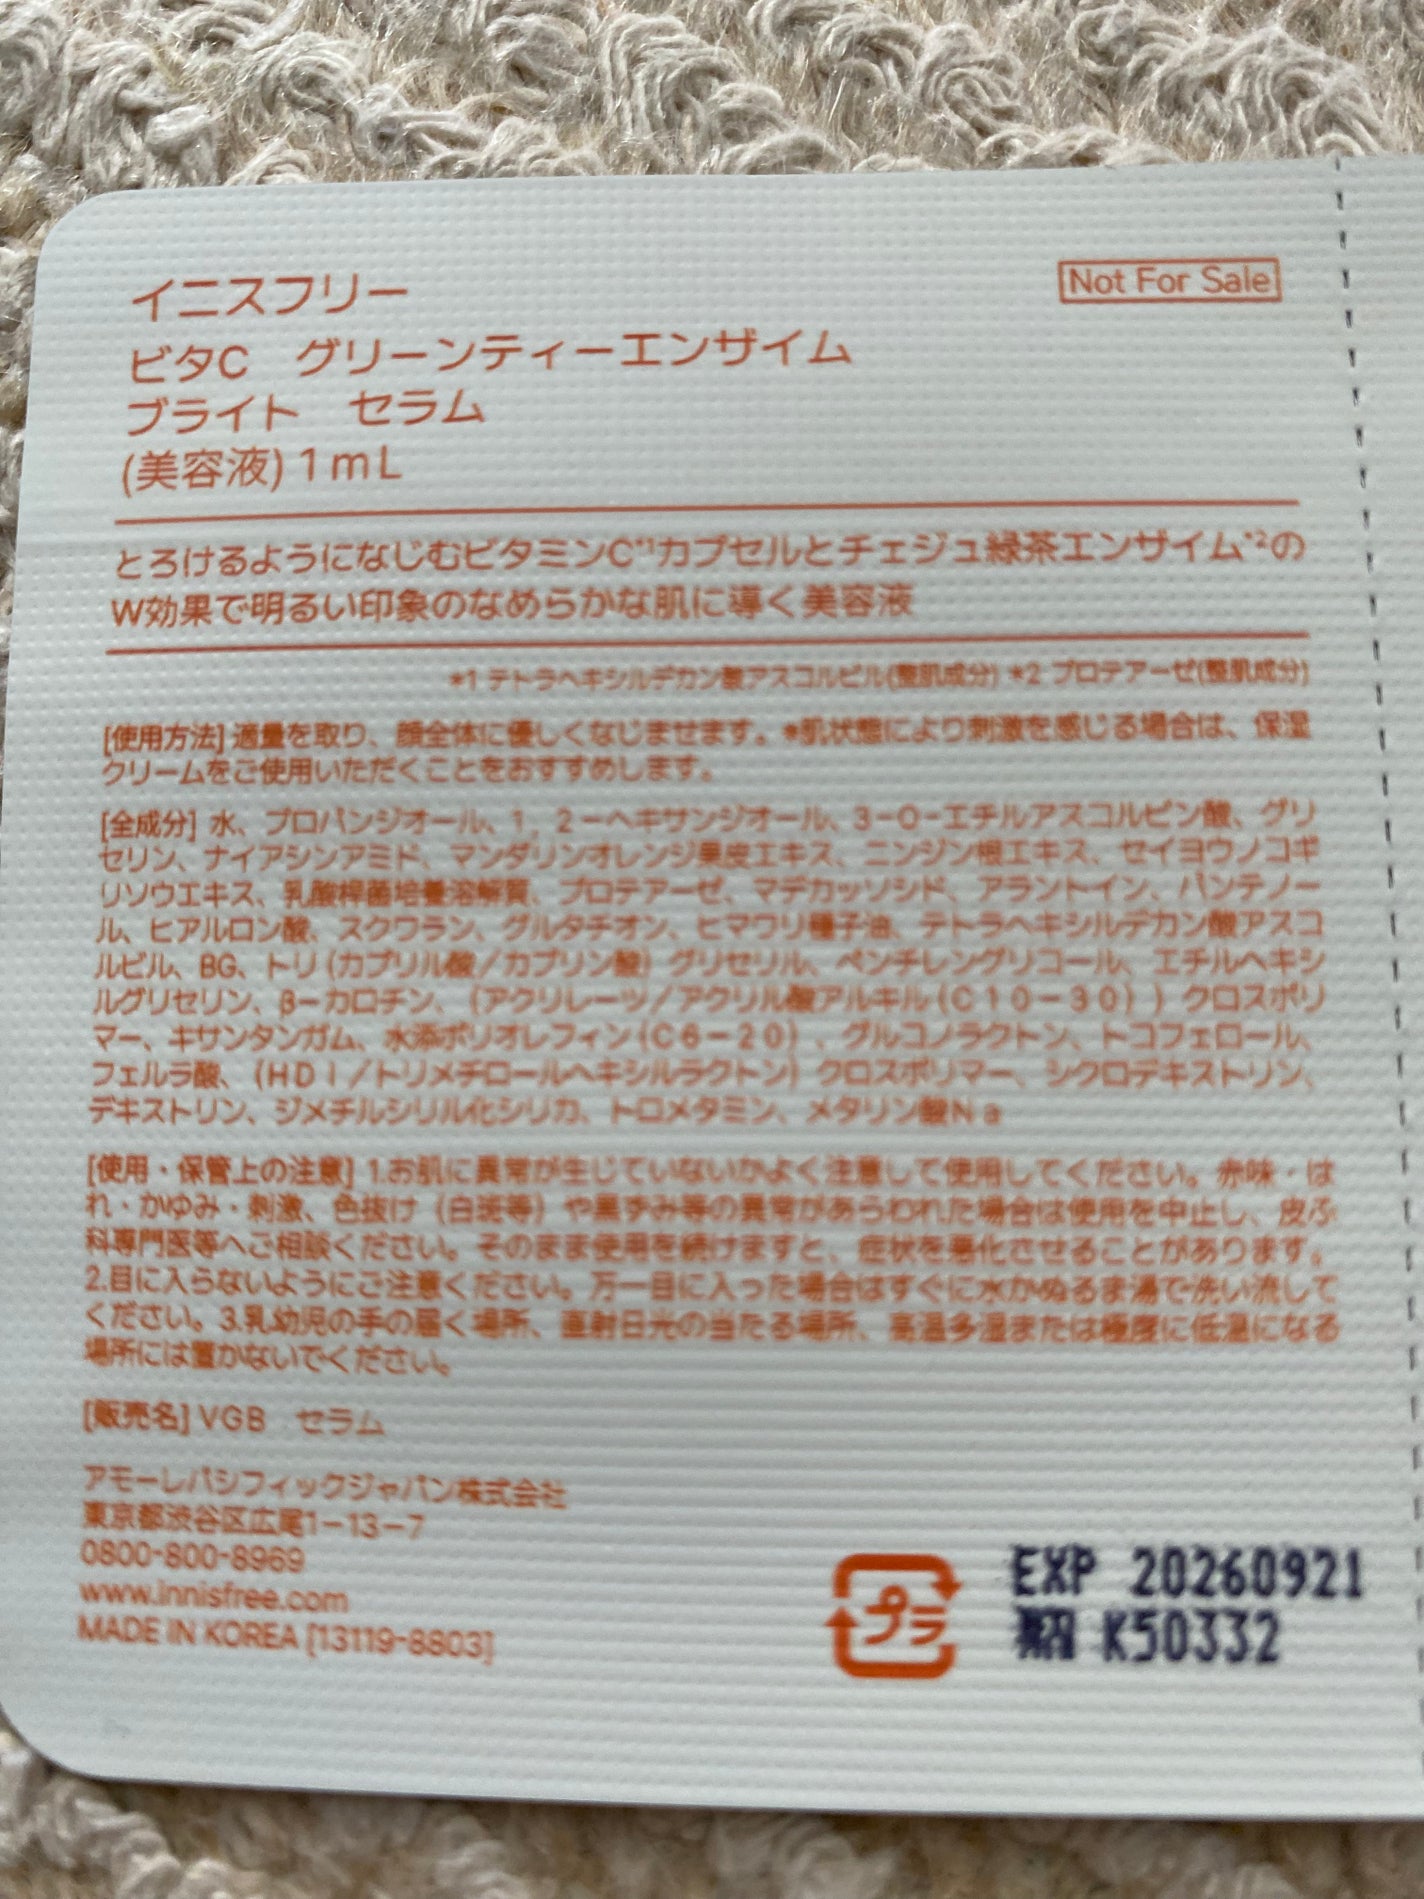 イニスフリー
Not For Sale
ビタC　グリーンティーエンザイム
ブライト　セラム
(美容液) 1mL
とろけるようになじむビタミンC*1カプセルとチェジュ緑茶エンザイム*2の
W効果で明るい印象のなめらかな肌に導く美容液
*1 テトラヘキシルデカン酸アスコルビル(整肌成分) *2 プロテアーゼ(整肌成分)
[使用方法] 適量を取り、顔全体に優しくなじませます。*肌状態により刺激を感じる場合は、保湿
クリームをご使用いただくことをおすすめします。
[全成分] 水、プロパンジオール、1，2－ヘキサンジオール、3－O－エチルアスコルビン酸、グリ
セリン、ナイアシンアミド、マンダリンオレンジ果皮エキス、ニンジン根エキス、セイヨウノコギ
リソウエキス、乳酸桿菌培養溶解質、プロテアーゼ、マデカッソシド、アラントイン、パンテノー
ル、ヒアルロン酸、スクワラン、グルタチオン、ヒマワリ種子油、テトラヘキシルデカン酸アスコ
ルビル、BG、トリ（カプリル酸／カプリン酸）グリセリル、ペンチレングリコール、エチルヘキシ
ルグリセリン、β－カロチン、（アクリレーツ／アクリル酸アルキル（C10－30））クロスポリ
マー、キサンタンガム、水添ポリオレフィン（C6－20）、グルコノラクトン、トコフェロール、
フェルラ酸、（HDI／トリメチロールヘキシルラクトン）クロスポリマー、シクロデキストリン、
デキストリン、ジメチルシリル化シリカ、トロメタミン、メタリン酸Na
[使用・保管上の注意] 1.お肌に異常が生じていないかよく注意して使用してください。赤味・は
れ・かゆみ・刺激、色抜け（白斑等）や黒ずみ等の異常があらわれた場合は使用を中止し、皮ふ
科専門医等へご相談ください。そのまま使用を続けますと、症状を悪化させることがあります。
2.目に入らないようにご注意ください。万一目に入った場合はすぐに水かぬるま湯で洗い流して
ください。3.乳幼児の手の届く場所、直射日光の当たる場所、高温多湿または極度に低温になる
場所には置かないでください。
[販売名] VGB　セラム
アモーレパシフィックジャパン株式会社
東京都渋谷区広尾1－13－7
0800-800-8969
www.innisfree.com
MADE IN KOREA [13119-8803]
プラ
EXP 20260921
K50332